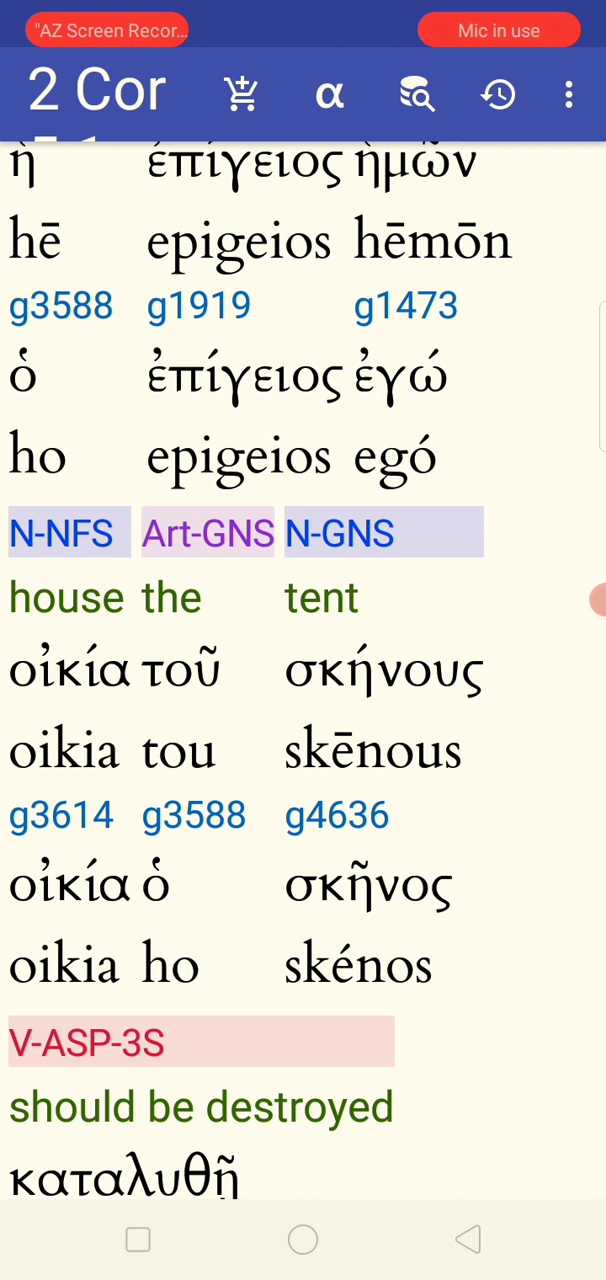 "AZ Screen Recor... Mic in use
2 Cor α
ἡ ἐπίγειος ἡμῶν
hē epigeios hēmōn
g3588 g1919 g1473
ὁ ἐπίγειος ἐγώ
ho epigeios egó
N-NFS Art-GNS N-GNS
house the tent
οἰκία τοῦ σκήνους
oikia tou skēnous
g3614 g3588 g4636
οἰκία ὁ σκῆνος
oikia ho skénos
V-ASP-3S
should be destroyed
καταλυθῇ